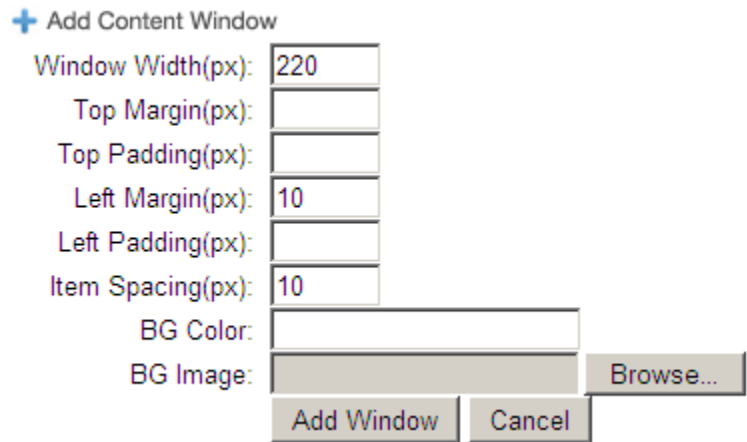 Add Content Window
Window Width(px): 220
Top Margin(px):
Top Padding(px):
Left Margin(px): 10
Left Padding(px):
Item Spacing(px): 10
BG Color:
BG Image: Browse...
Add Window Cancel